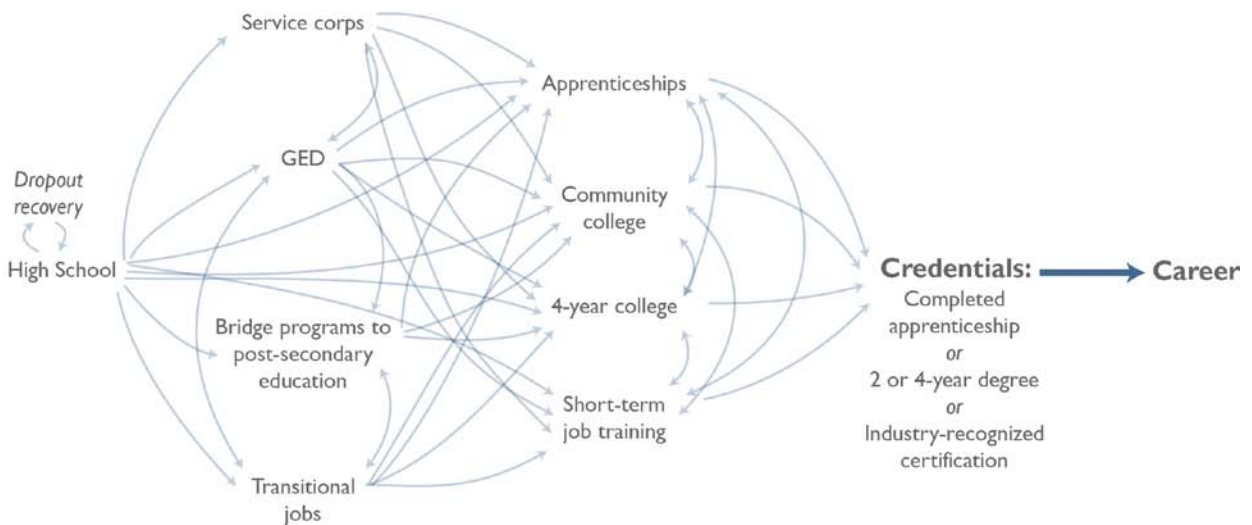 Service corps
Apprenticeships
GED
Dropout
recovery
High School
Community
college
Credentials:
Career
Completed
apprenticeship
or
2 or 4-year degree
or
Industry-recognized
certification
4-year college
Bridge programs to
post-secondary
education
Short-term
job training
Transitional
jobs